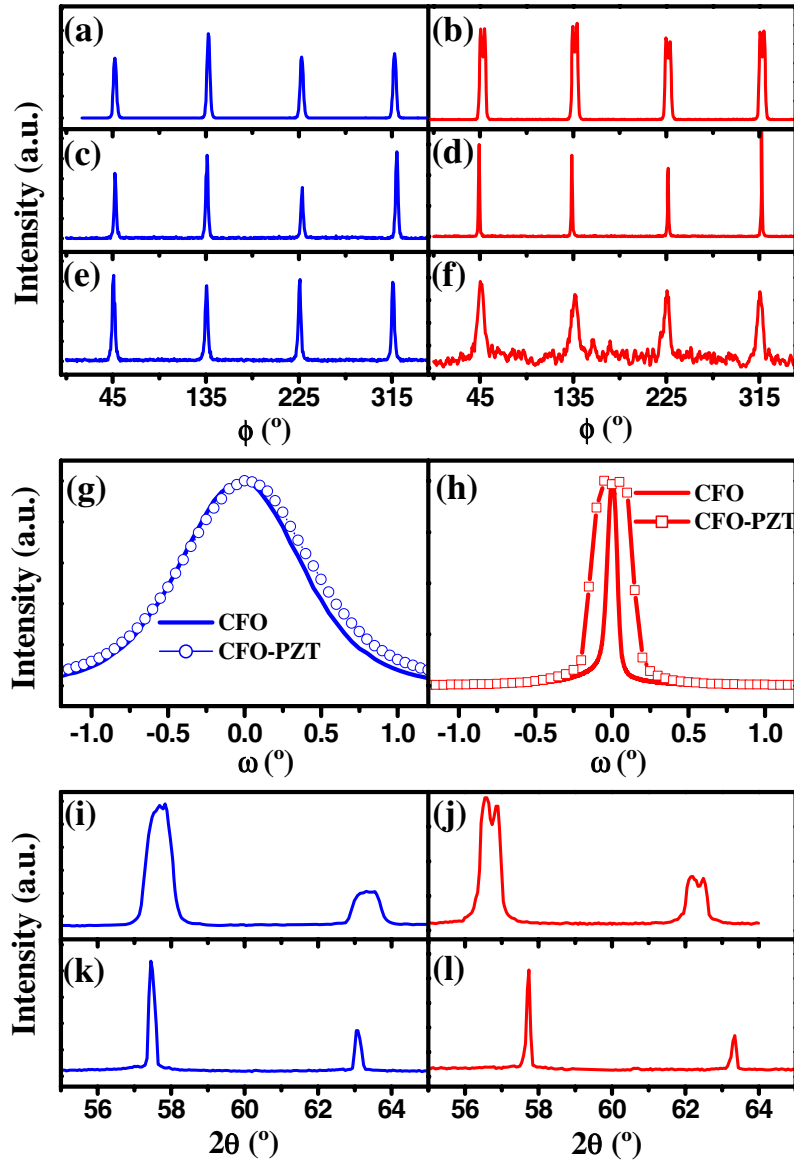 (a) (b)
(c) (d)
(e) (f)
Intensity (a.u.)
45 135 225 315 45 135 225 315
ϕ (º) ϕ (º)
(g) (h)
CFO
CFO-PZT
CFO
CFO-PZT
Intensity (a.u.)
-1.0 -0.5 0.0 0.5 1.0 -1.0 -0.5 0.0 0.5 1.0
ω (º) ω (º)
(i) (j)
(k) (l)
Intensity (a.u.)
56 58 60 62 64 56 58 60 62 64
2θ (º) 2θ (º)